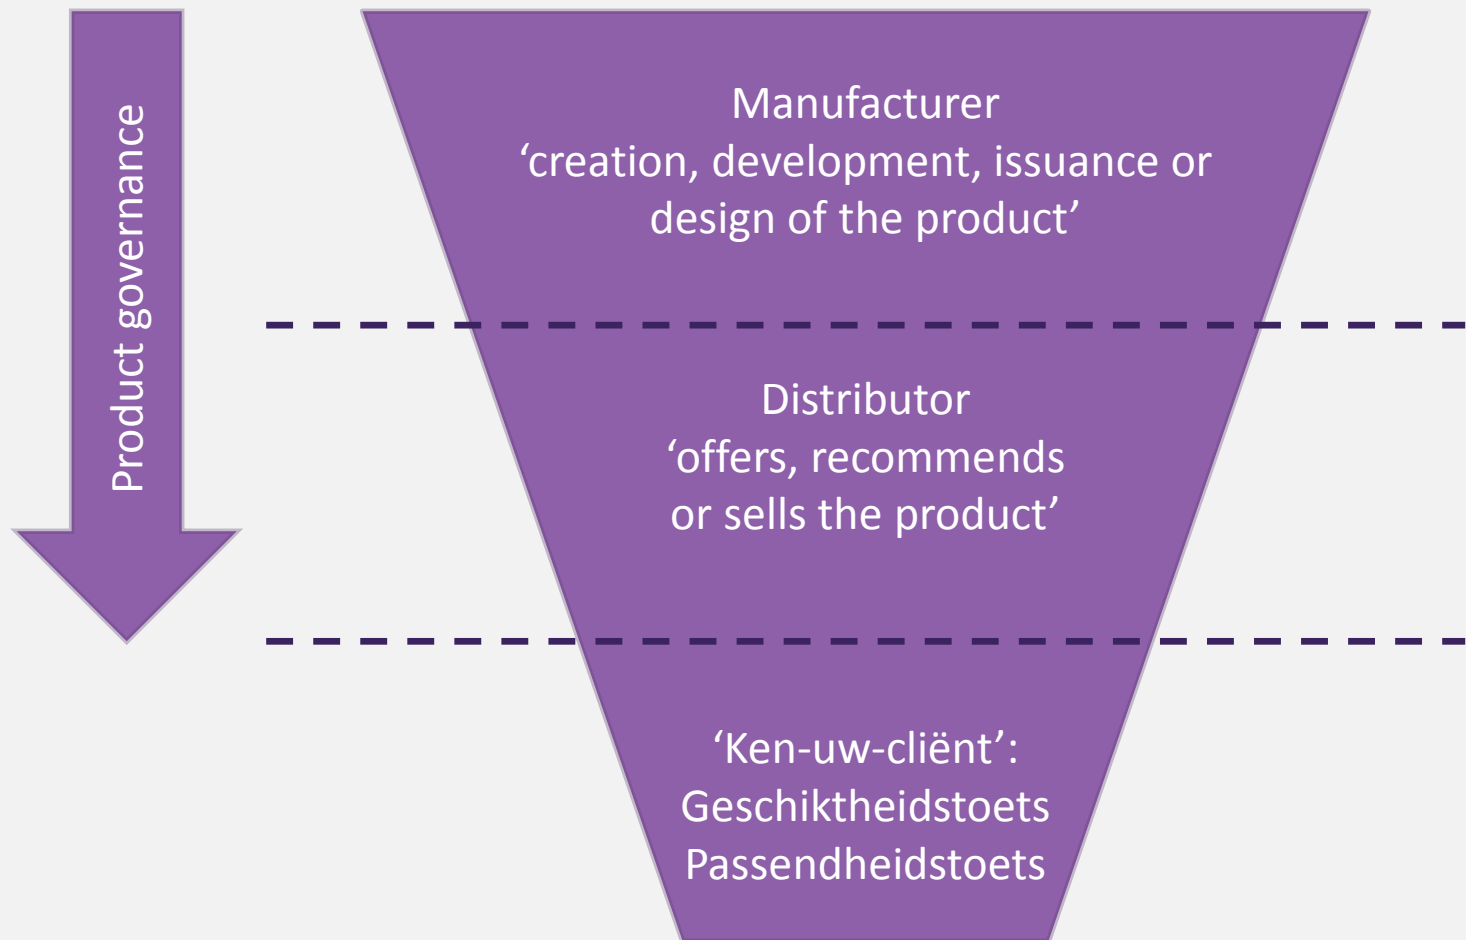 Product governance
Manufacturer
‘creation, development, issuance or
design of the product’
Distributor
‘offers, recommends
or sells the product’
‘Ken-uw-cliënt’:
Geschiktheidstoets
Passendheidstoets